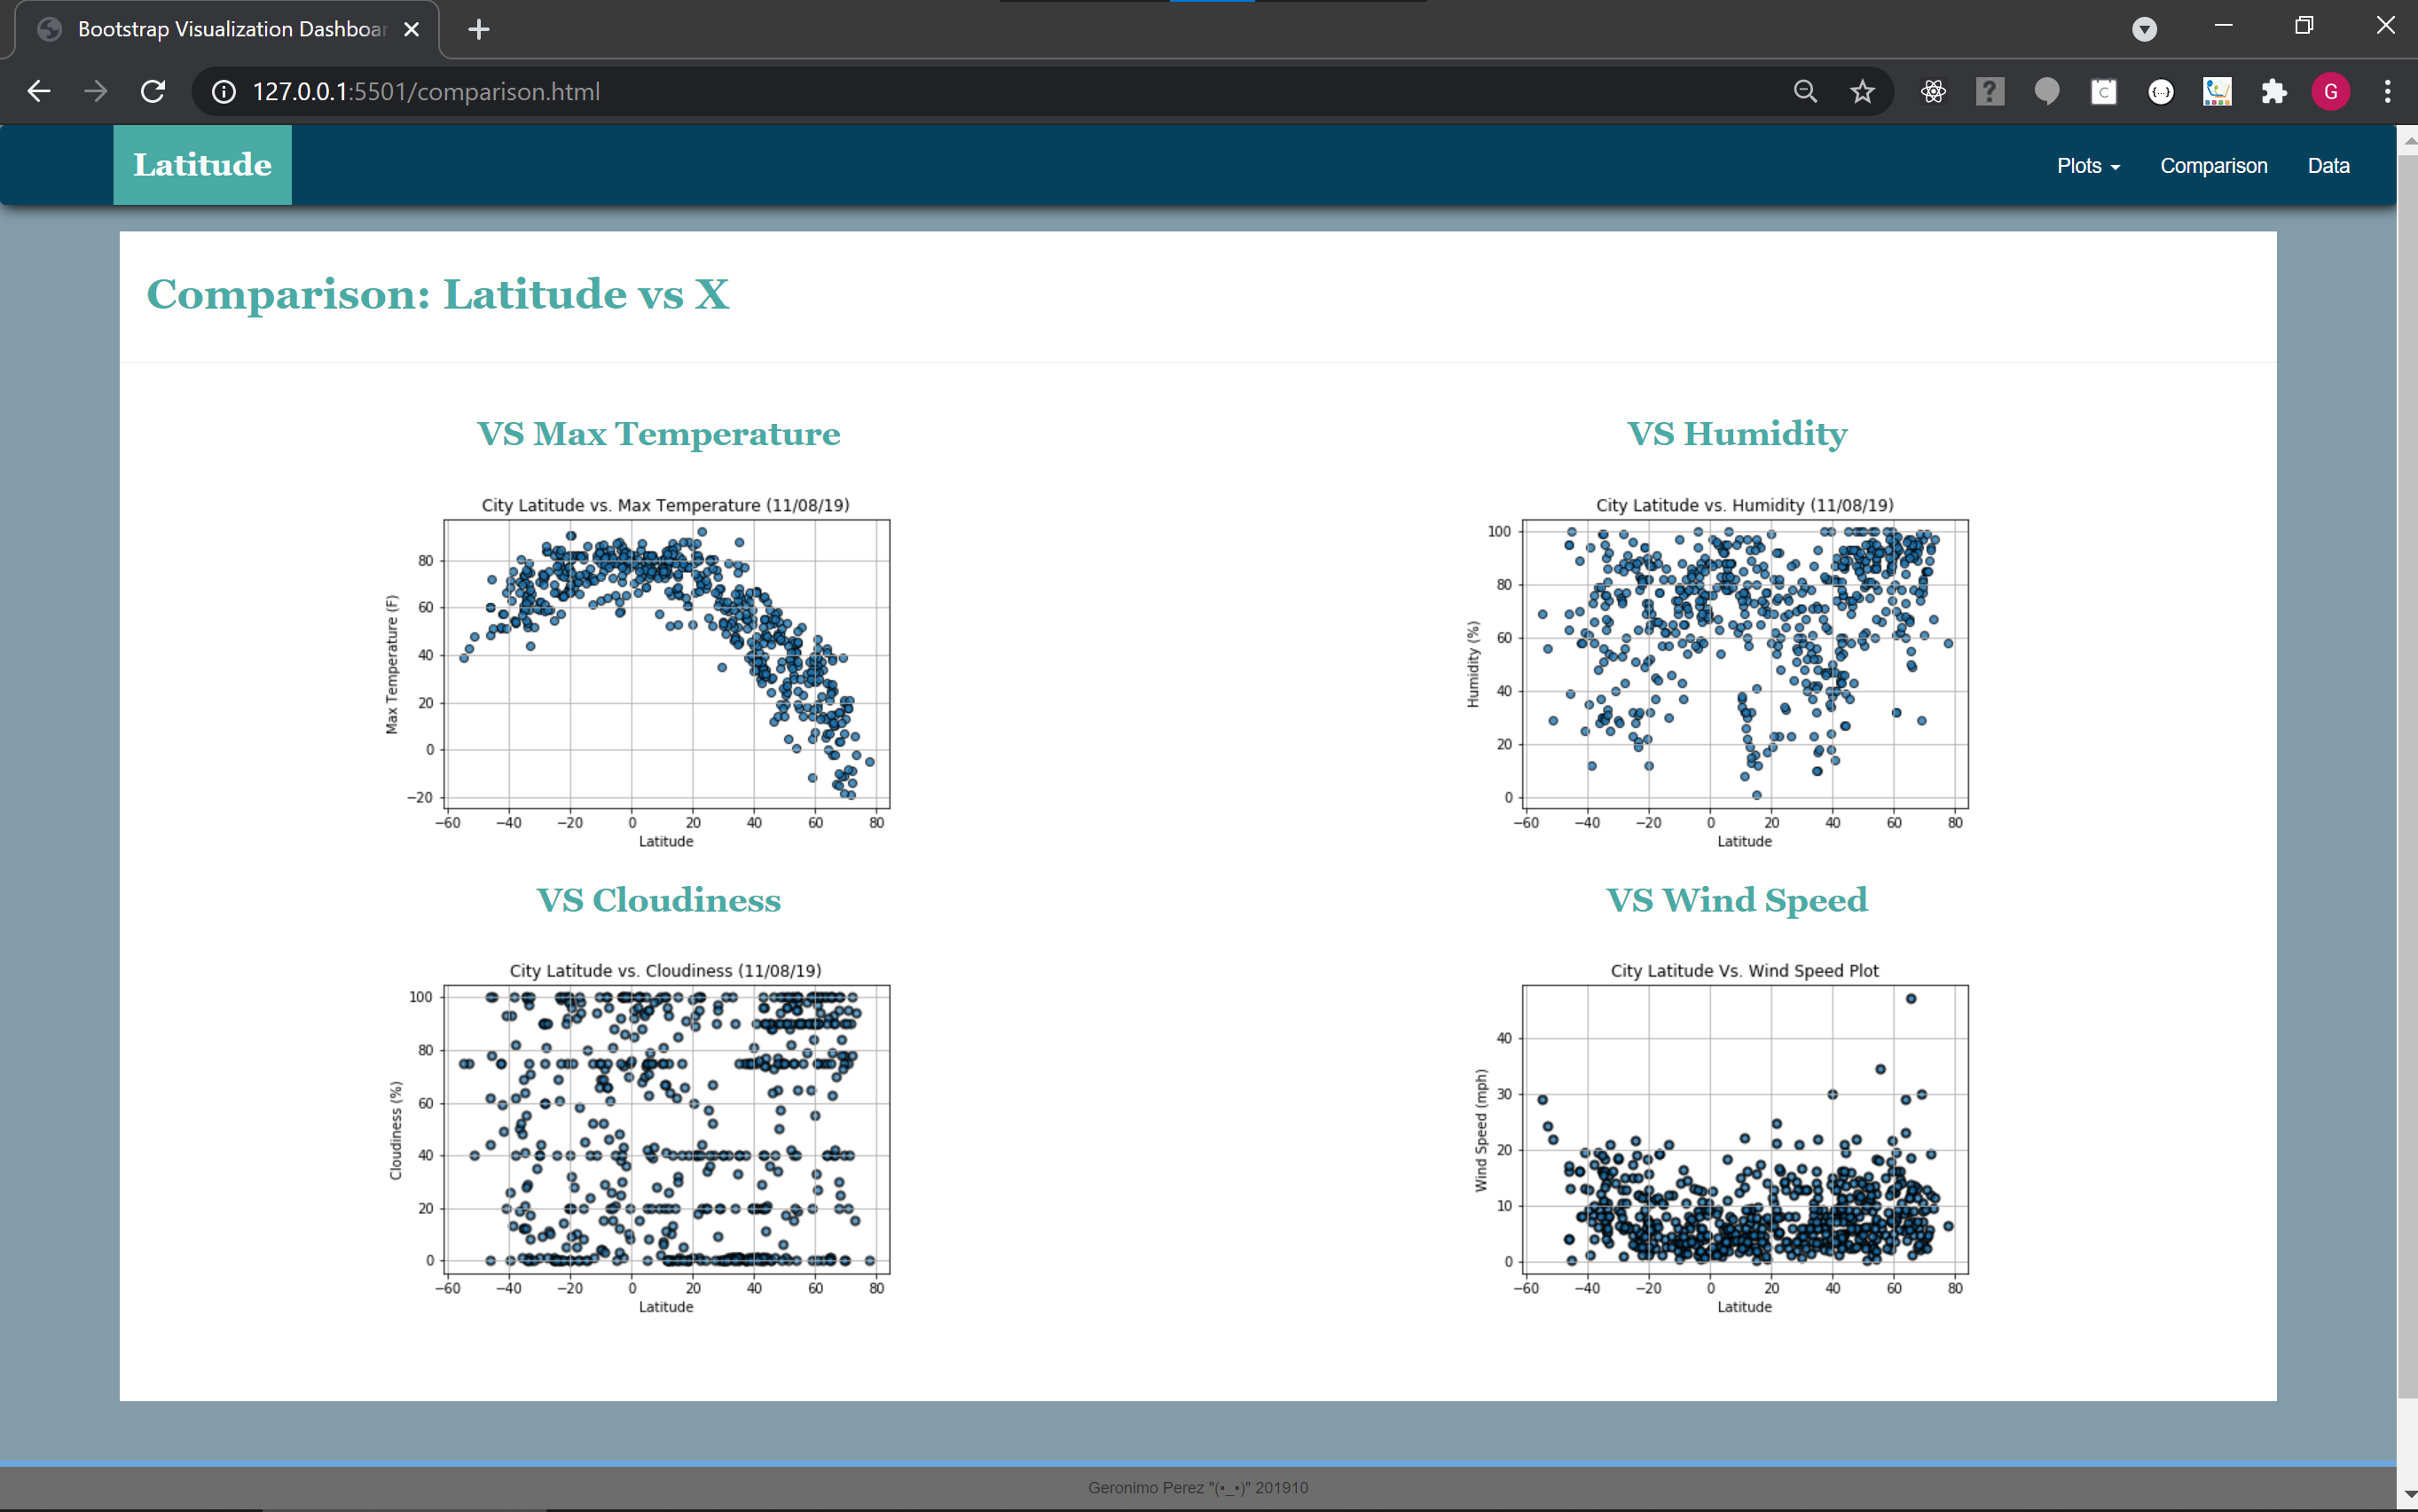 Bootstrap Visualization Dashboar
127.0.0.1:5501/comparison.html
C
{...}
G
Latitude
Plots
Comparison
Data
Comparison: Latitude vs X
VS Max Temperature
City Latitude vs. Max Temperature (11/08/19)
Max Temperature (F)
80
60
40
20
0
−20
−60 −40 −20 0 20 40 60 80
Latitude
VS Humidity
City Latitude vs. Humidity (11/08/19)
Humidity (%)
100
80
60
40
20
0
−60 −40 −20 0 20 40 60 80
Latitude
VS Cloudiness
City Latitude vs. Cloudiness (11/08/19)
Cloudiness (%)
100
80
60
40
20
0
−60 −40 −20 0 20 40 60 80
Latitude
VS Wind Speed
City Latitude Vs. Wind Speed Plot
Wind Speed (mph)
40
30
20
10
0
−60 −40 −20 0 20 40 60 80
Latitude
Geronimo Perez "(•_•)" 201910